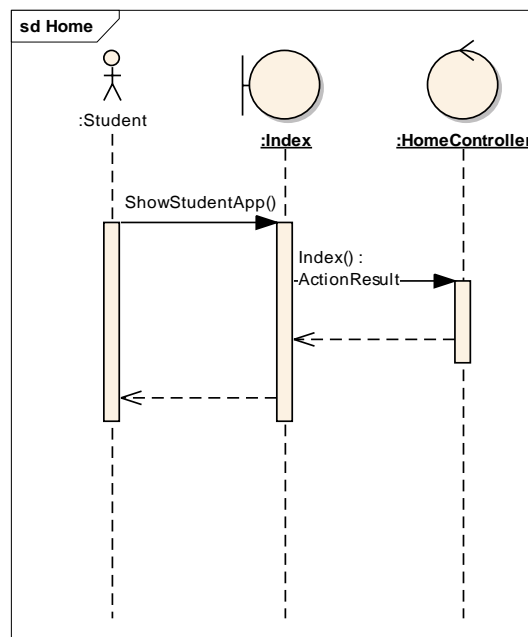 sd Home
:Student
:Index
:HomeController
ShowStudentApp()
Index() :
ActionResult